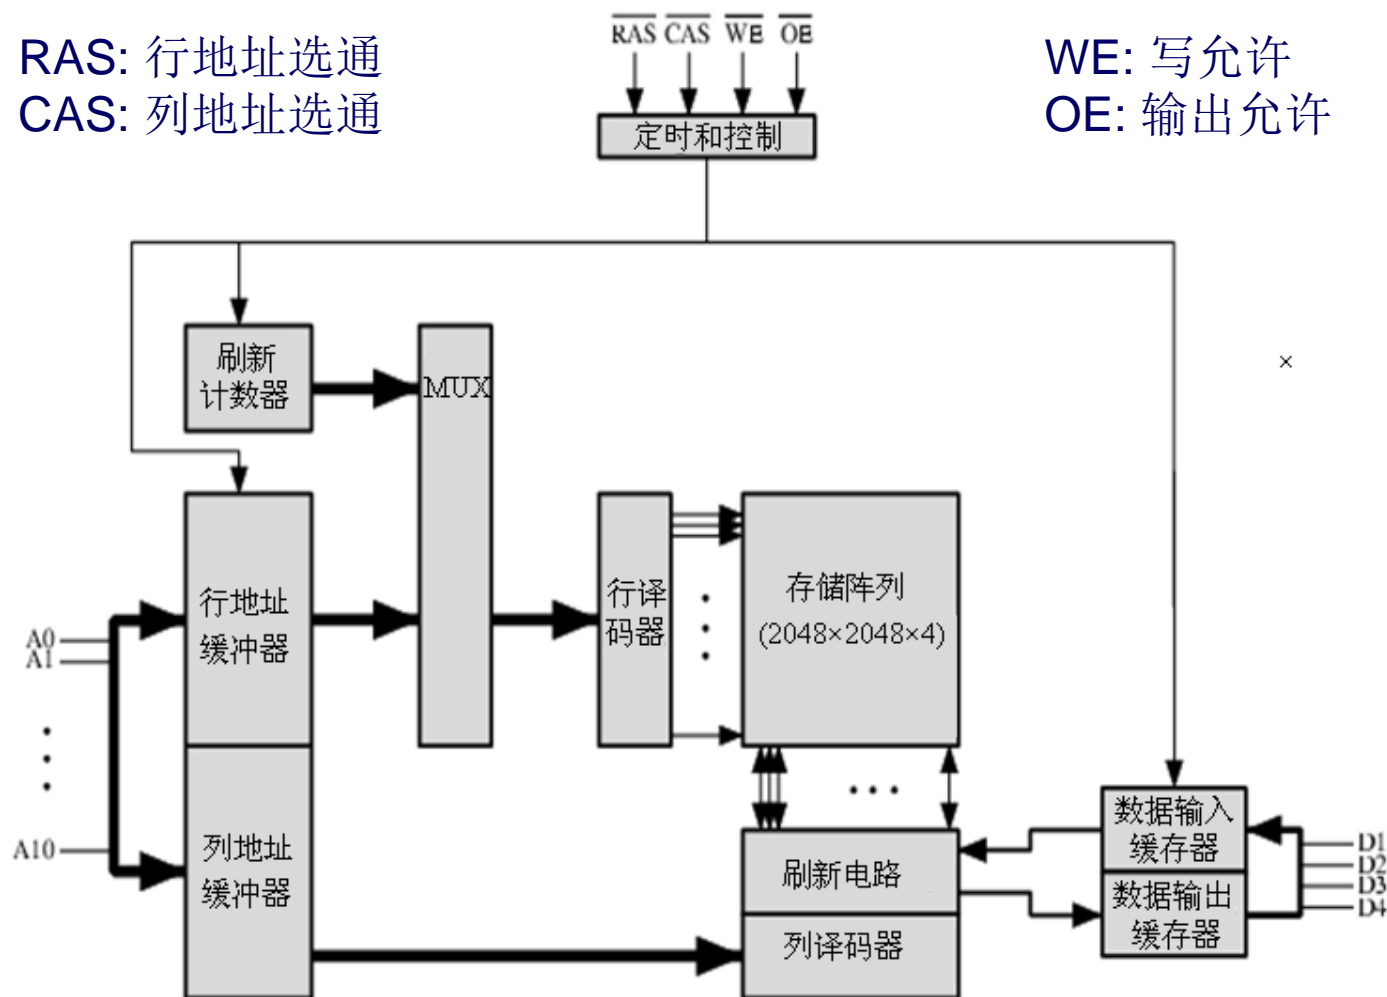 RAS: 行地址选通
CAS: 列地址选通
RAS CAS WE OE
WE: 写允许
OE: 输出允许
定时和控制
刷新
计数器
MUX
行地址
缓冲器
列地址
缓冲器
行译
码器
存储阵列
(2048×2048×4)
刷新电路
列译码器
数据输入
缓存器
数据输出
缓存器
A0
A1
A10
D1
D2
D3
D4
×